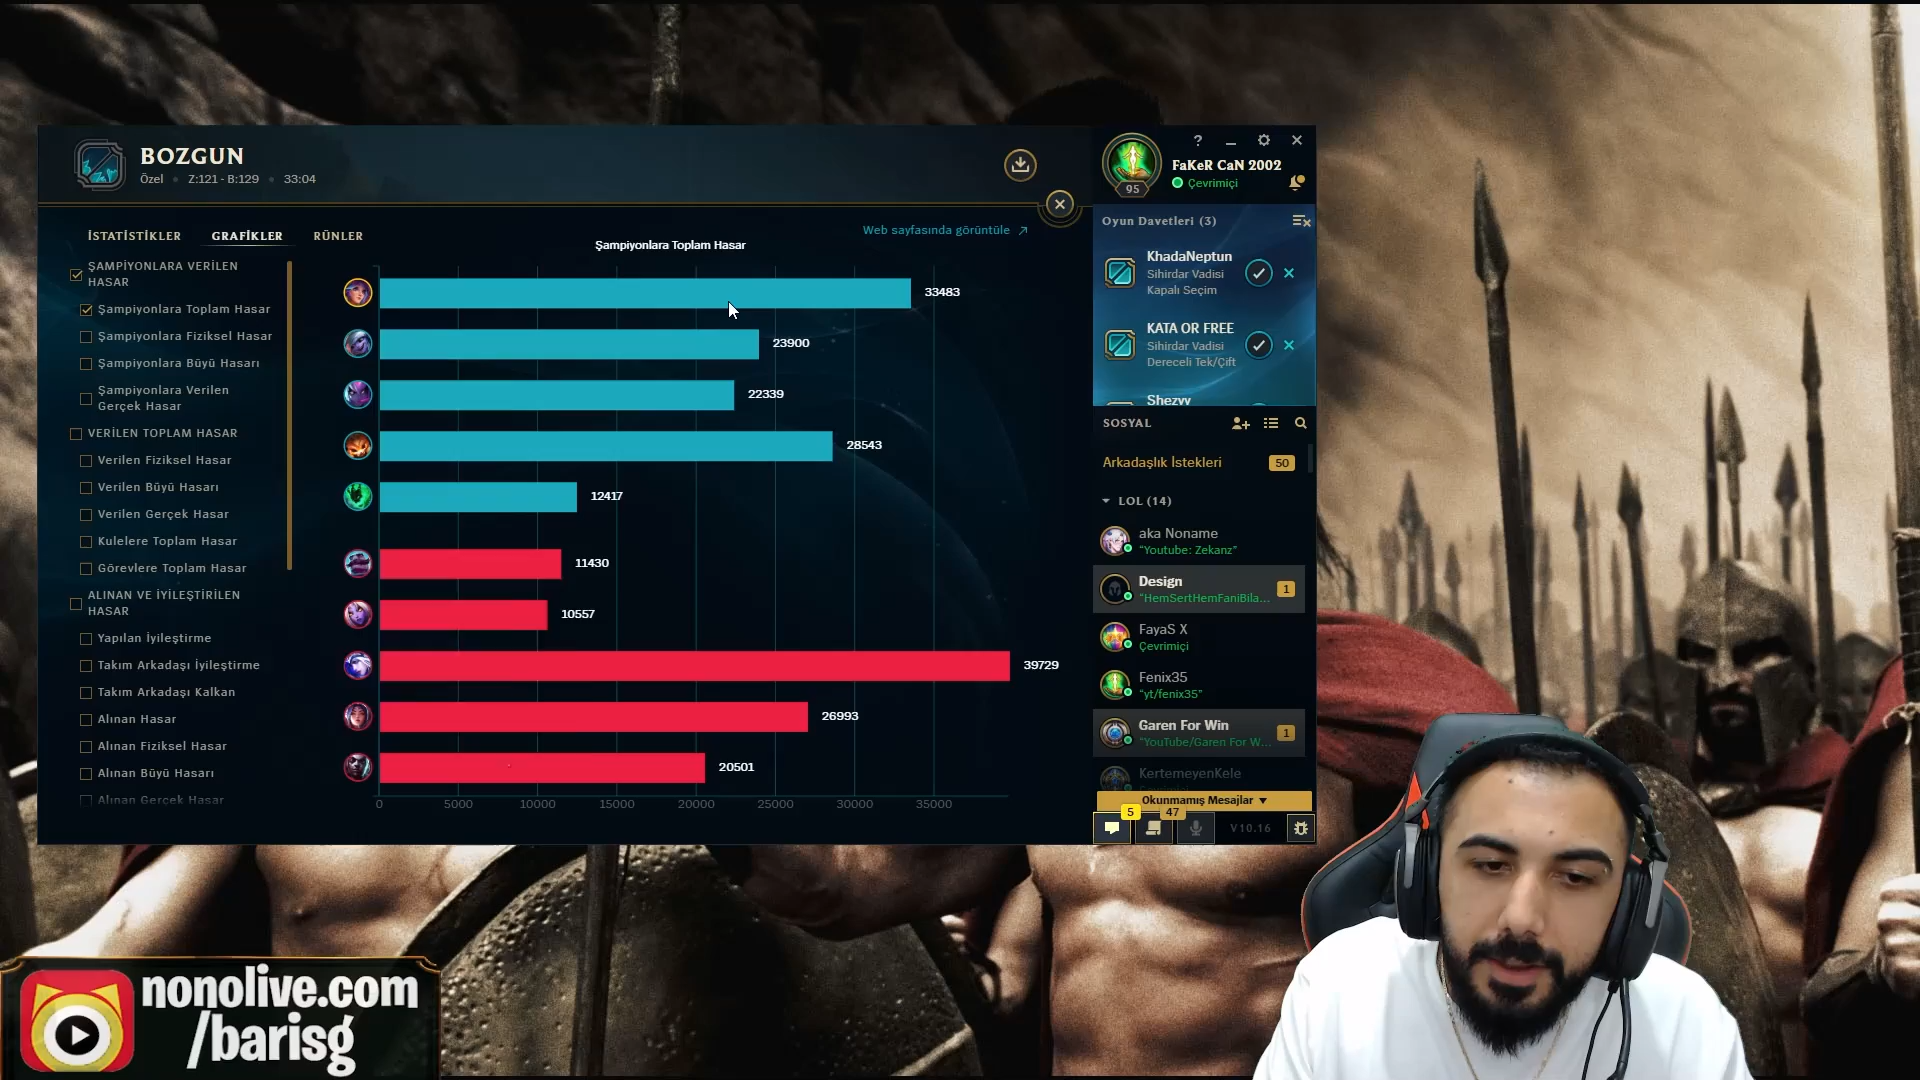 BOZGUN
Özel • Z:121 - B:129 • 33:04
İSTATİSTİKLER GRAFİKLER RÜNLER
Web sayfasında görüntüle
Şampiyonlara Toplam Hasar
ŞAMPİYONLARA VERİLEN
HASAR
Şampiyonlara Toplam Hasar
Şampiyonlara Fiziksel Hasar
Şampiyonlara Büyü Hasarı
Şampiyonlara Verilen
Gerçek Hasar
VERİLEN TOPLAM HASAR
Verilen Fiziksel Hasar
Verilen Büyü Hasarı
Verilen Gerçek Hasar
Kulelere Toplam Hasar
Görevlere Toplam Hasar
ALINAN VE İYİLEŞTİRİLEN
HASAR
Yapılan İyileştirme
Takım Arkadaşı İyileştirme
Takım Arkadaşı Kalkan
Alınan Hasar
Alınan Fiziksel Hasar
Alınan Büyü Hasarı
Alınan Gerçek Hasar
33483
23900
22339
28543
12417
11430
10557
39729
26993
20501
0 5000 10000 15000 20000 25000 30000 35000
?
95
FaKeR CaN 2002
Çevrimiçi
Oyun Davetleri (3)
KhadaNeptun
Sihirdar Vadisi
Kapalı Seçim
KATA OR FREE
Sihirdar Vadisi
Dereceli Tek/Çift
Shezyy
SOSYAL
Arkadaşlık İstekleri 50
LOL (14)
aka Noname
"Youtube: Zekanz"
Design 1
"HemSertHemFaniBila...
FayaS X
Çevrimiçi
Fenix35
"yt/fenix35"
Garen For Win 1
"YouTube/Garen For W...
KertemeyenKele
Okunmamış Mesajlar
5 47
V10.16
nonolive.com
/barisg